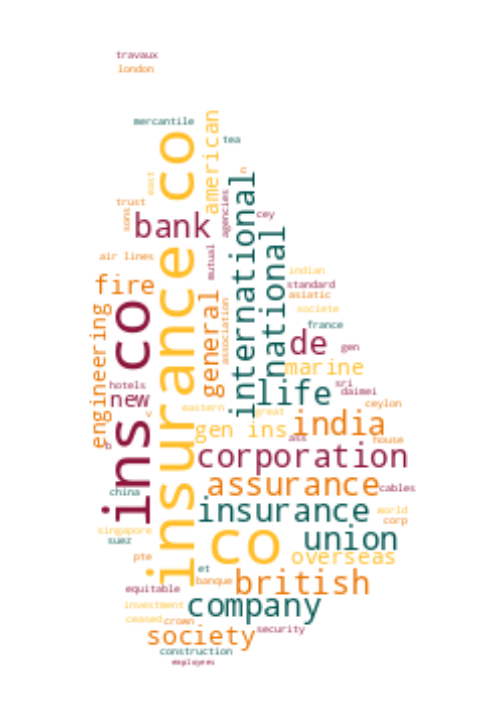 travaux
london
mercantile
tea
american
insurance co
n
east
international
trust
sons
bank
agencies
cey
national
air lines
mutual
indian
fire
standard
asiatic
general
association
societe
engineering
ins co
france
de
gen
marine
hotels
life
sri
daimei
new
v
eastern
great
ceylon
gen ins
india
b
ass
house
corporation
assurance
cables
china
insurance
world
corp
singapore
suez
co
union
pte
overseas
et
banque
british
equitable
investment
company
ceased
crown
society
security
construction
employees